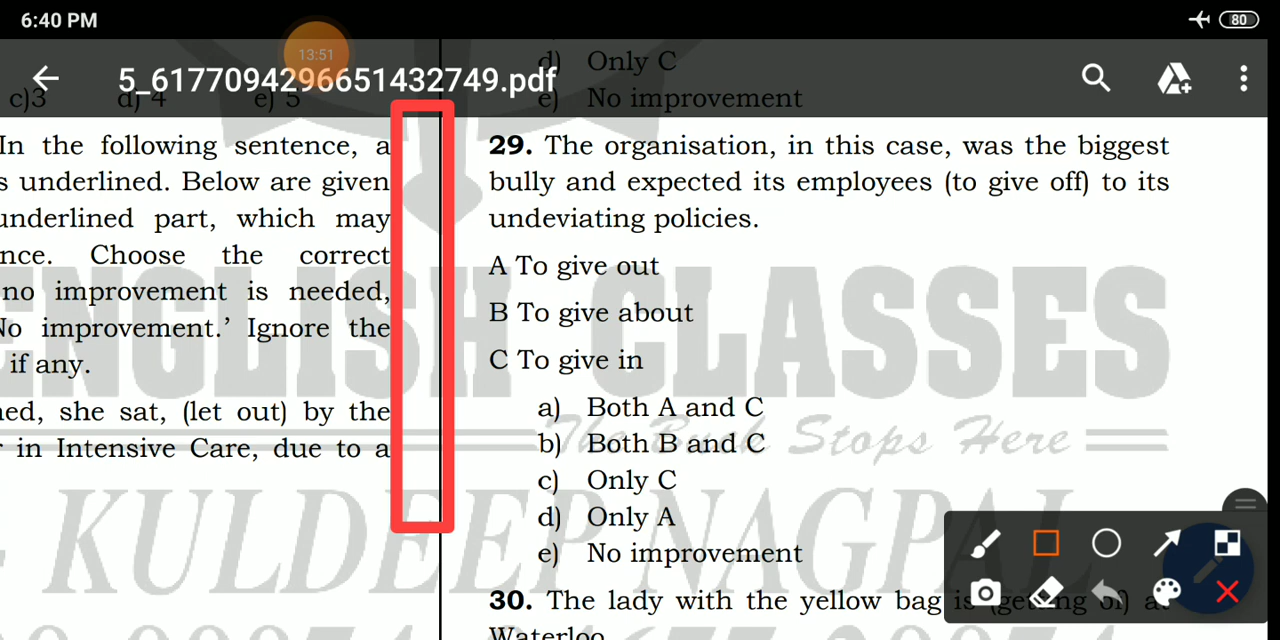 6:40 PM
80
13:51
5_6177094296651432749.pdf
c)3 d) 4 e) 5
In the following sentence, a
s underlined. Below are given
underlined part, which may
nce. Choose the correct
no improvement is needed,
No improvement.’ Ignore the
if any.
ned, she sat, (let out) by the
r in Intensive Care, due to a
d) Only C
e) No improvement
29. The organisation, in this case, was the biggest
bully and expected its employees (to give off) to its
undeviating policies.
A To give out
B To give about
C To give in
a) Both A and C
b) Both B and C
c) Only C
d) Only A
e) No improvement
30. The lady with the yellow bag is (getting of) at
Waterloo
ENGLISH CLASSES
The Buck Stops Here
KULDEEP NAGPAL